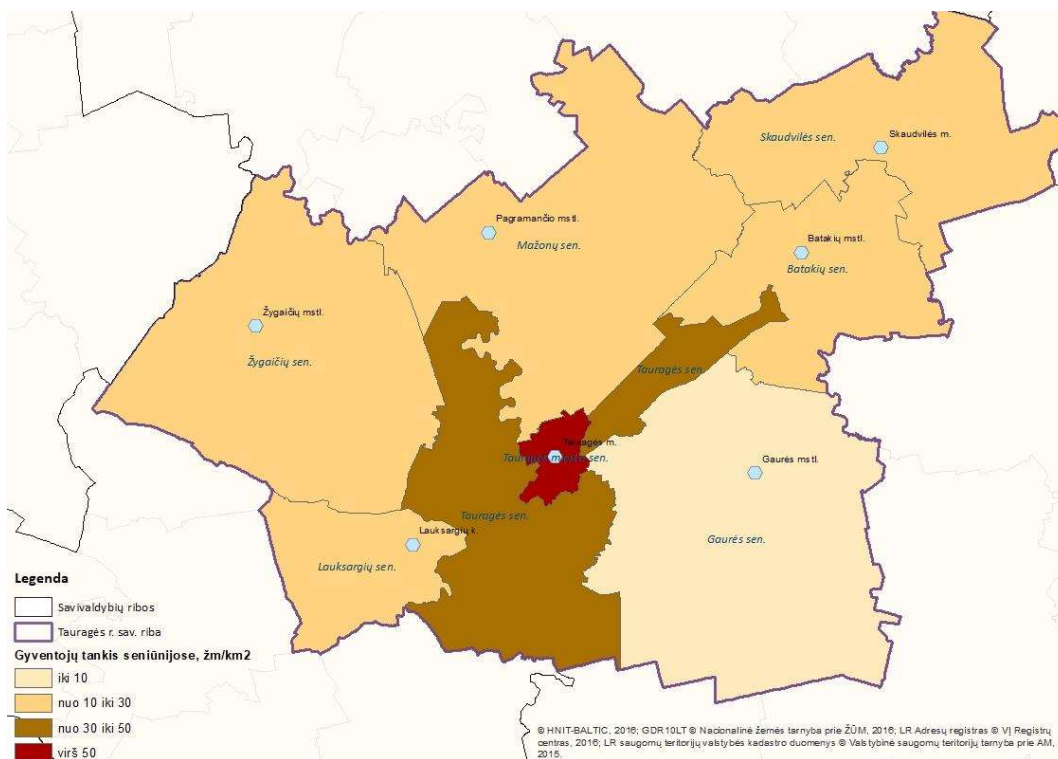 Skaudvilės sen.
Skaudvilės m.
Pagramančio mstl.
Mažonų sen.
Batakių mstl.
Batakių sen.
Žygaičių mstl.
Žygaičių sen.
Tauragės sen.
Tauragės m.
Tauragės miesto sen.
Gaurės mstl.
Tauragės sen.
Gaurės sen.
Lauksargių k.
Lauksargių sen.
Legenda
Savivaldybių ribos
Tauragės r. sav. riba
Gyventojų tankis seniūnijose, žm/km2
iki 10
nuo 10 iki 30
nuo 30 iki 50
virš 50
© HNIT-BALTIC, 2016; GDR10LT © Nacionalinė žemės tarnyba prie ŽŪM, 2016; LR Adresų registras © VĮ Registrų
centras, 2016; LR saugomų teritorijų valstybės kadastro duomenys © Valstybinė saugomų teritorijų tarnyba prie AM,
2015.